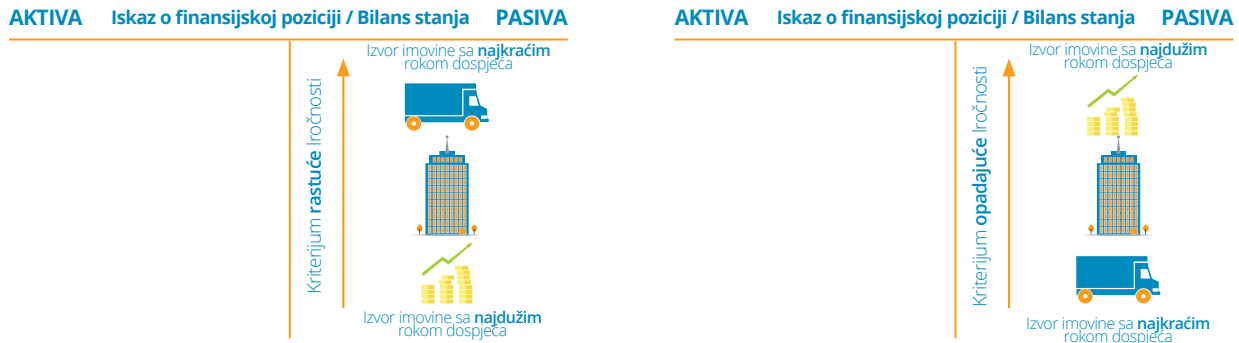 AKTIVA Iskaz o finansijskoj poziciji / Bilans stanja PASIVA
Izvor imovine sa najkraćim
rokom dospjeća
Kriterijum rastuće lročnosti
Izvor imovine sa najdužim
rokom dospjeća
AKTIVA Iskaz o finansijskoj poziciji / Bilans stanja PASIVA
Izvor imovine sa najdužim
rokom dospjeća
Kriterijum opadajuće lročnosti
Izvor imovine sa najkraćim
rokom dospjeća